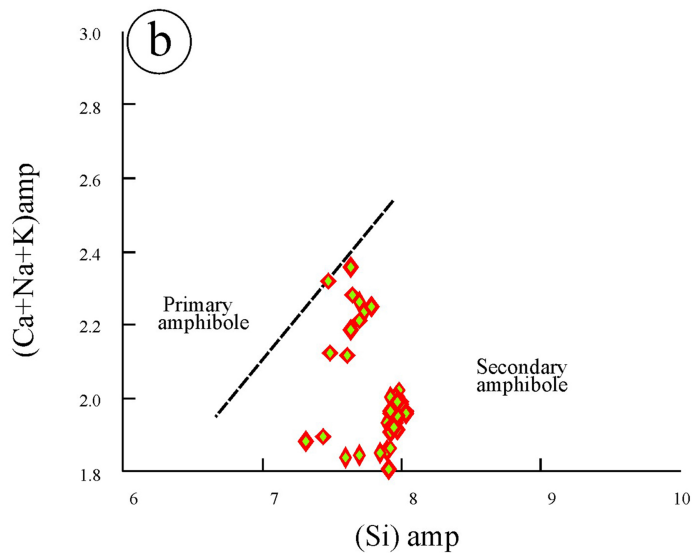 b
3.0
2.8
2.6
2.4
2.2
2.0
1.8
(Ca+Na+K)amp
Primary
amphibole
Secondary
amphibole
6 7 8 9 10
(Si) amp